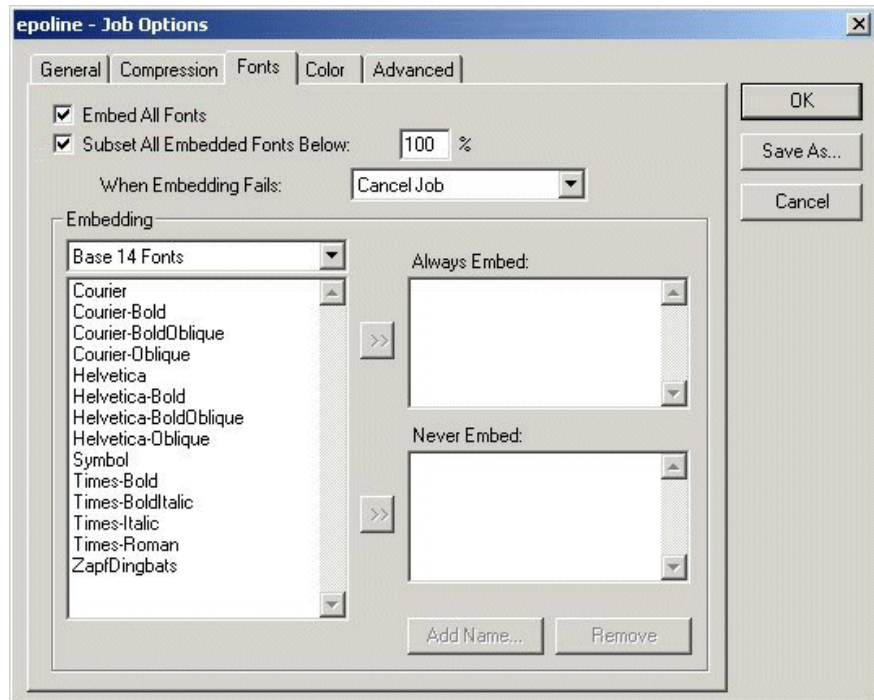 epoline - Job Options
General Compression Fonts Color Advanced
Embed All Fonts
Subset All Embedded Fonts Below: 100 %
When Embedding Fails: Cancel Job
OK
Save As...
Cancel
Embedding
Base 14 Fonts
Courier
Courier-Bold
Courier-BoldOblique
Courier-Oblique
Helvetica
Helvetica-Bold
Helvetica-BoldOblique
Helvetica-Oblique
Symbol
Times-Bold
Times-BoldItalic
Times-Italic
Times-Roman
ZapfDingbats
>>
>>
Always Embed:
Never Embed:
Add Name...
Remove